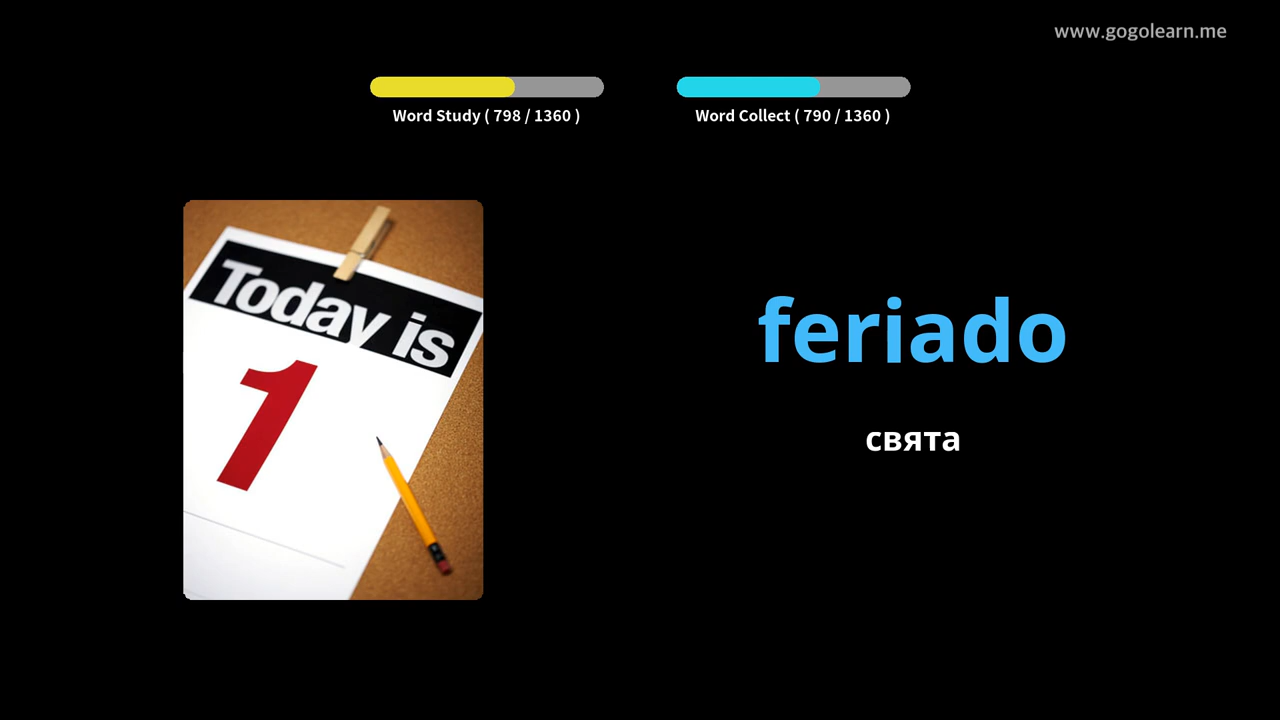 www.gogolearn.me
Word Study ( 798 / 1360 )
Word Collect ( 790 / 1360 )
Today is
1
feriado
свята